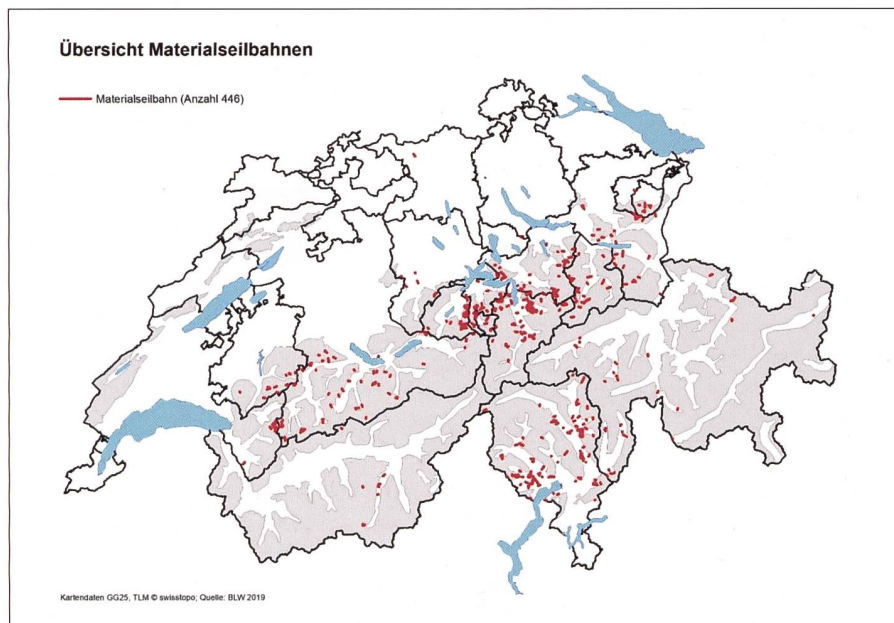 Übersicht Materialseilbahnen
Materialseilbahn (Anzahl 446)
Kartendaten GG25, TLM © swisstopo; Quelle: BLW 2019